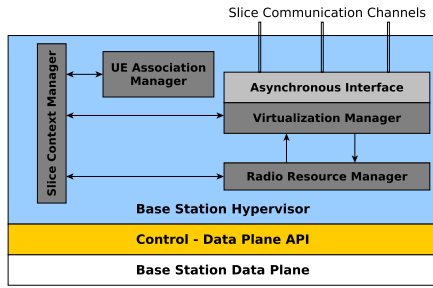 Slice Communication Channels
Slice Context Manager
UE Association
Manager
Asynchronous Interface
Virtualization Manager
Radio Resource Manager
Base Station Hypervisor
Control - Data Plane API
Base Station Data Plane